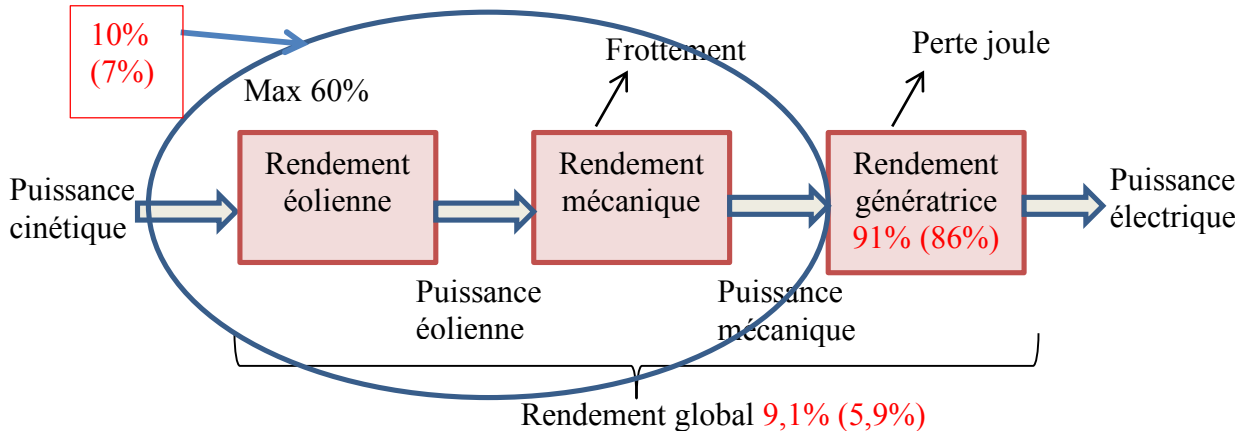 10%
(7%)
Max 60%
Frottement
Perte joule
Puissance
cinétique
Rendement
éolienne
Rendement
mécanique
Rendement
génératrice
91% (86%)
Puissance
électrique
Puissance
éolienne
Puissance
mécanique
Rendement global 9,1% (5,9%)